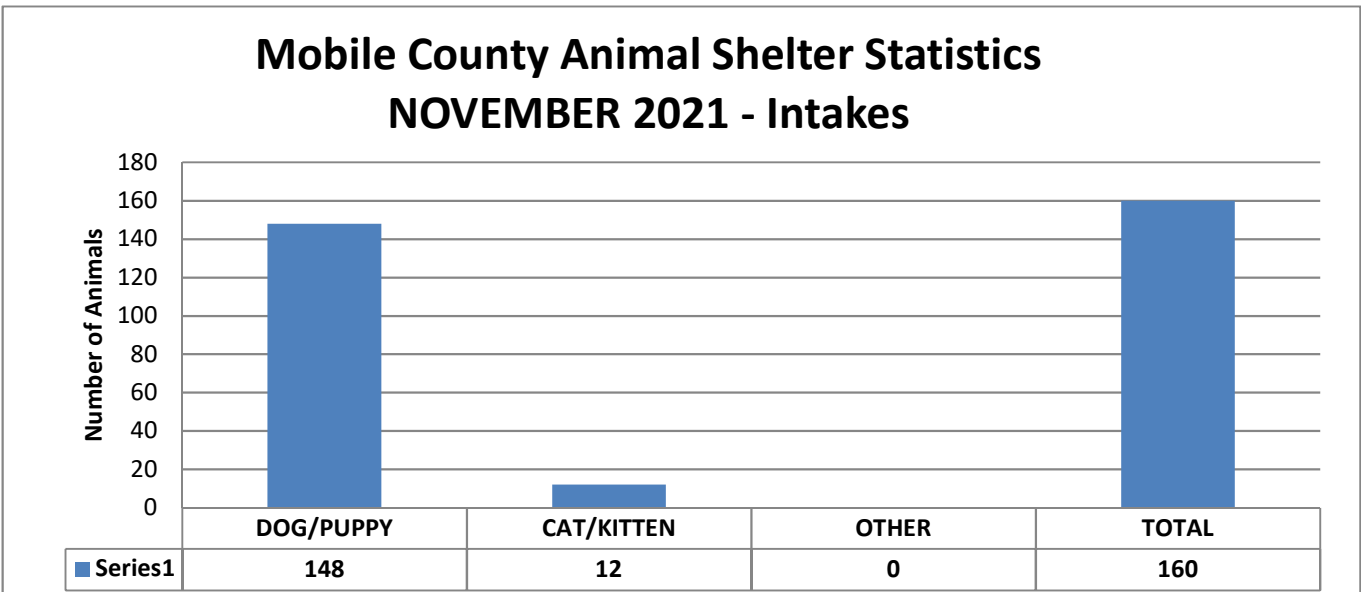 Mobile County Animal Shelter Statistics
NOVEMBER 2021 - Intakes
Number of Animals
180
160
140
120
100
80
60
40
20
0
DOG/PUPPY CAT/KITTEN OTHER TOTAL
Series1 148 12 0 160